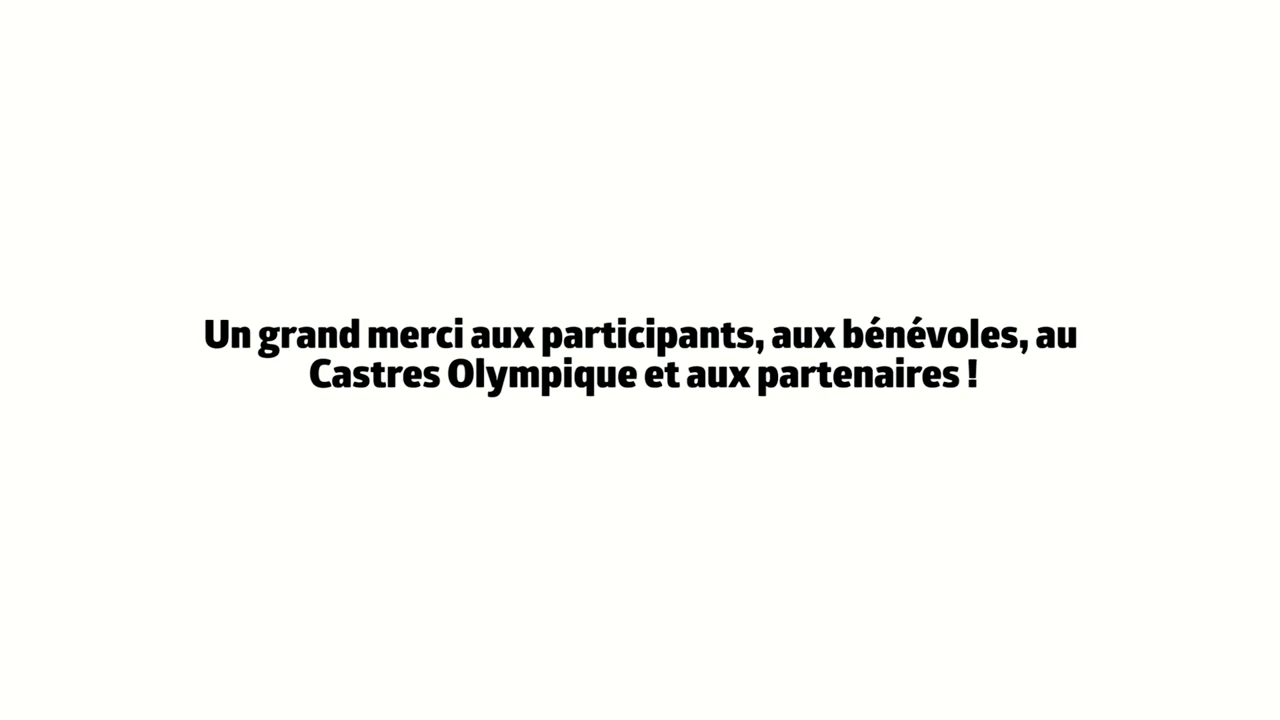 Un grand merci aux participants, aux bénévoles, au
Castres Olympique et aux partenaires !